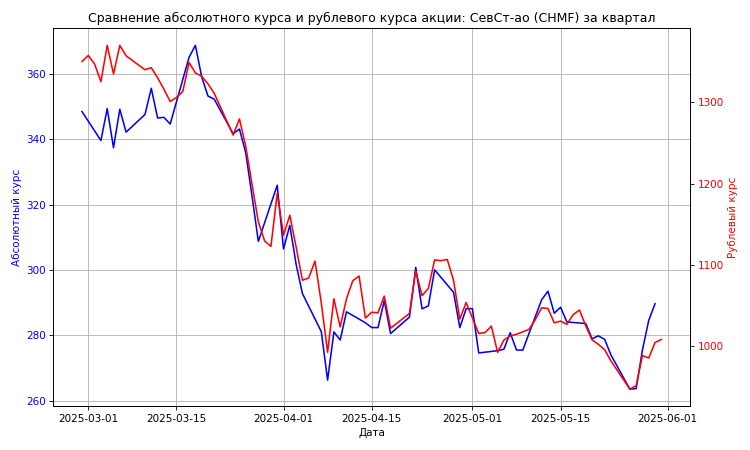 Сравнение абсолютного курса и рублевого курса акции: СевСт-ао (CHMF) за квартал
Абсолютный курс
360
340
320
300
280
260
1300
1200
1100
1000
Рублевый курс
2025-03-01 2025-03-15 2025-04-01 2025-04-15 2025-05-01 2025-05-15 2025-06-01
Дата